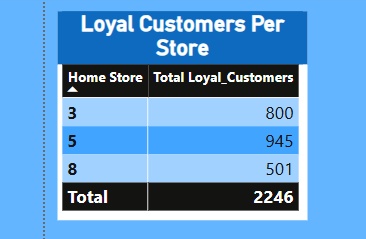 Loyal Customers Per
Store
Home Store Total Loyal_Customers
3 800
5 945
8 501
Total 2246